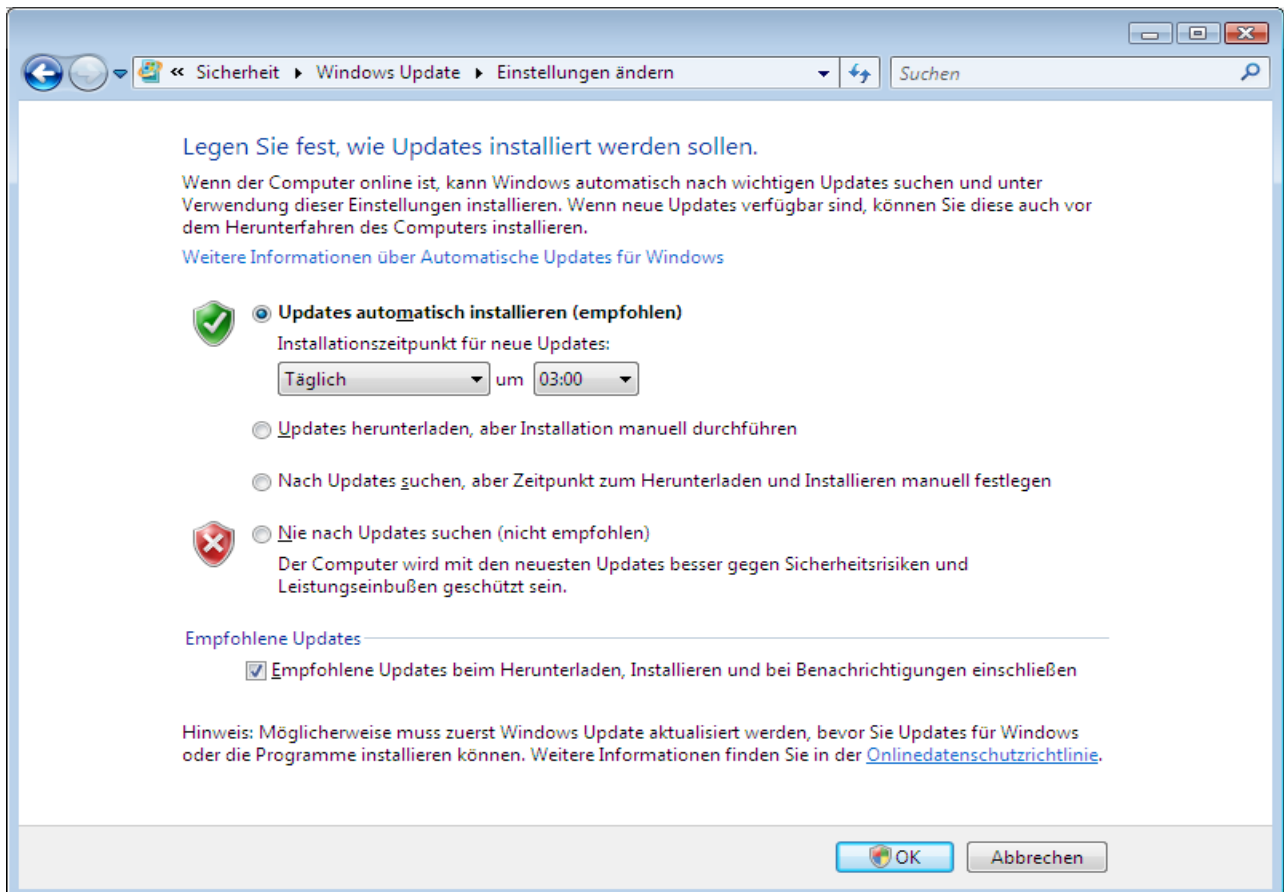 « Sicherheit ▸ Windows Update ▸ Einstellungen ändern
Suchen
Legen Sie fest, wie Updates installiert werden sollen.
Wenn der Computer online ist, kann Windows automatisch nach wichtigen Updates suchen und unter
Verwendung dieser Einstellungen installieren. Wenn neue Updates verfügbar sind, können Sie diese auch vor
dem Herunterfahren des Computers installieren.
Weitere Informationen über Automatische Updates für Windows
Updates automatisch installieren (empfohlen)
Installationszeitpunkt für neue Updates:
Täglich um 03:00
Updates herunterladen, aber Installation manuell durchführen
Nach Updates suchen, aber Zeitpunkt zum Herunterladen und Installieren manuell festlegen
Nie nach Updates suchen (nicht empfohlen)
Der Computer wird mit den neuesten Updates besser gegen Sicherheitsrisiken und
Leistungseinbußen geschützt sein.
Empfohlene Updates
Empfohlene Updates beim Herunterladen, Installieren und bei Benachrichtigungen einschließen
Hinweis: Möglicherweise muss zuerst Windows Update aktualisiert werden, bevor Sie Updates für Windows
oder die Programme installieren können. Weitere Informationen finden Sie in der Onlinedatenschutzrichtlinie.
OK Abbrechen